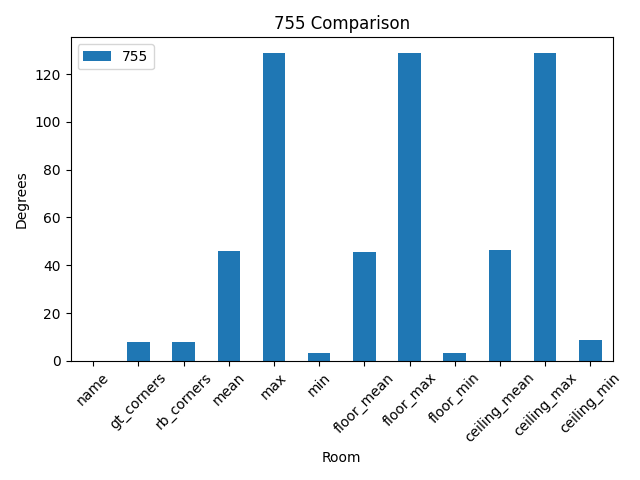 755 Comparison
755
Degrees
120
100
80
60
40
20
0
name
gt_corners
rb_corners
mean
max
min
floor_mean
floor_max
floor_min
ceiling_mean
ceiling_max
ceiling_min
Room